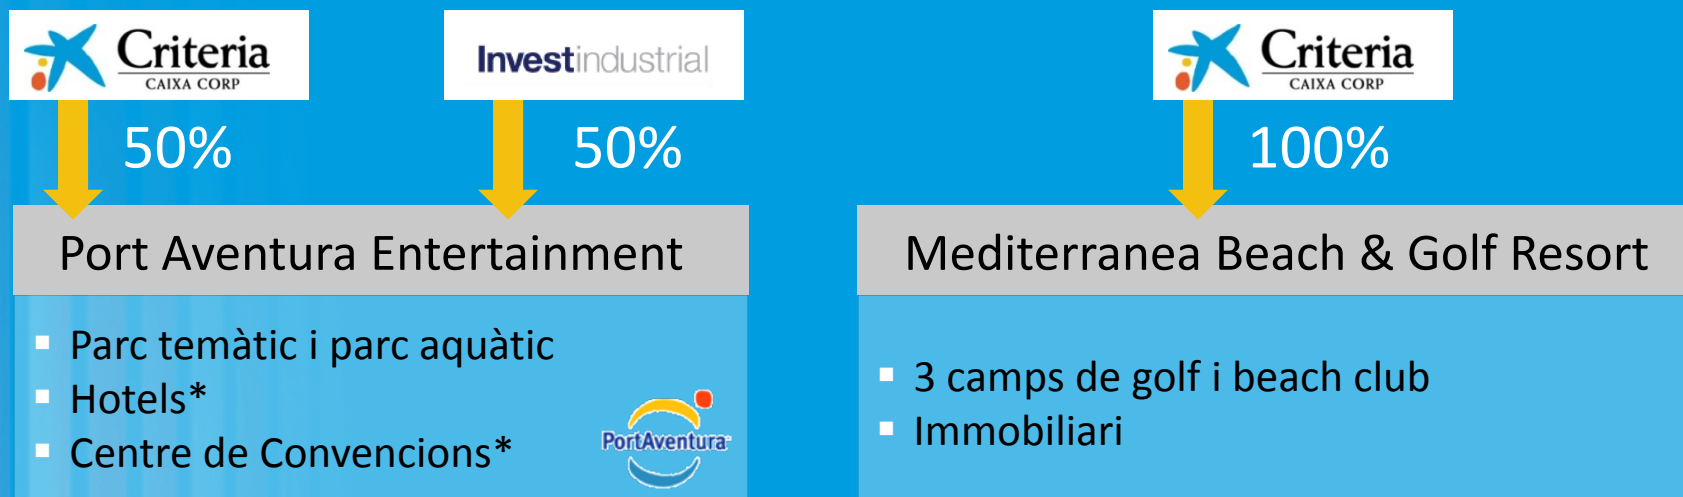 Criteria
CAIXA CORP
50%
Investindustrial
50%
Port Aventura Entertainment
▪ Parc temàtic i parc aquàtic
▪ Hotels*
▪ Centre de Convencions*
PortAventura
Criteria
CAIXA CORP
100%
Mediterranea Beach & Golf Resort
▪ 3 camps de golf i beach club
▪ Immobiliari